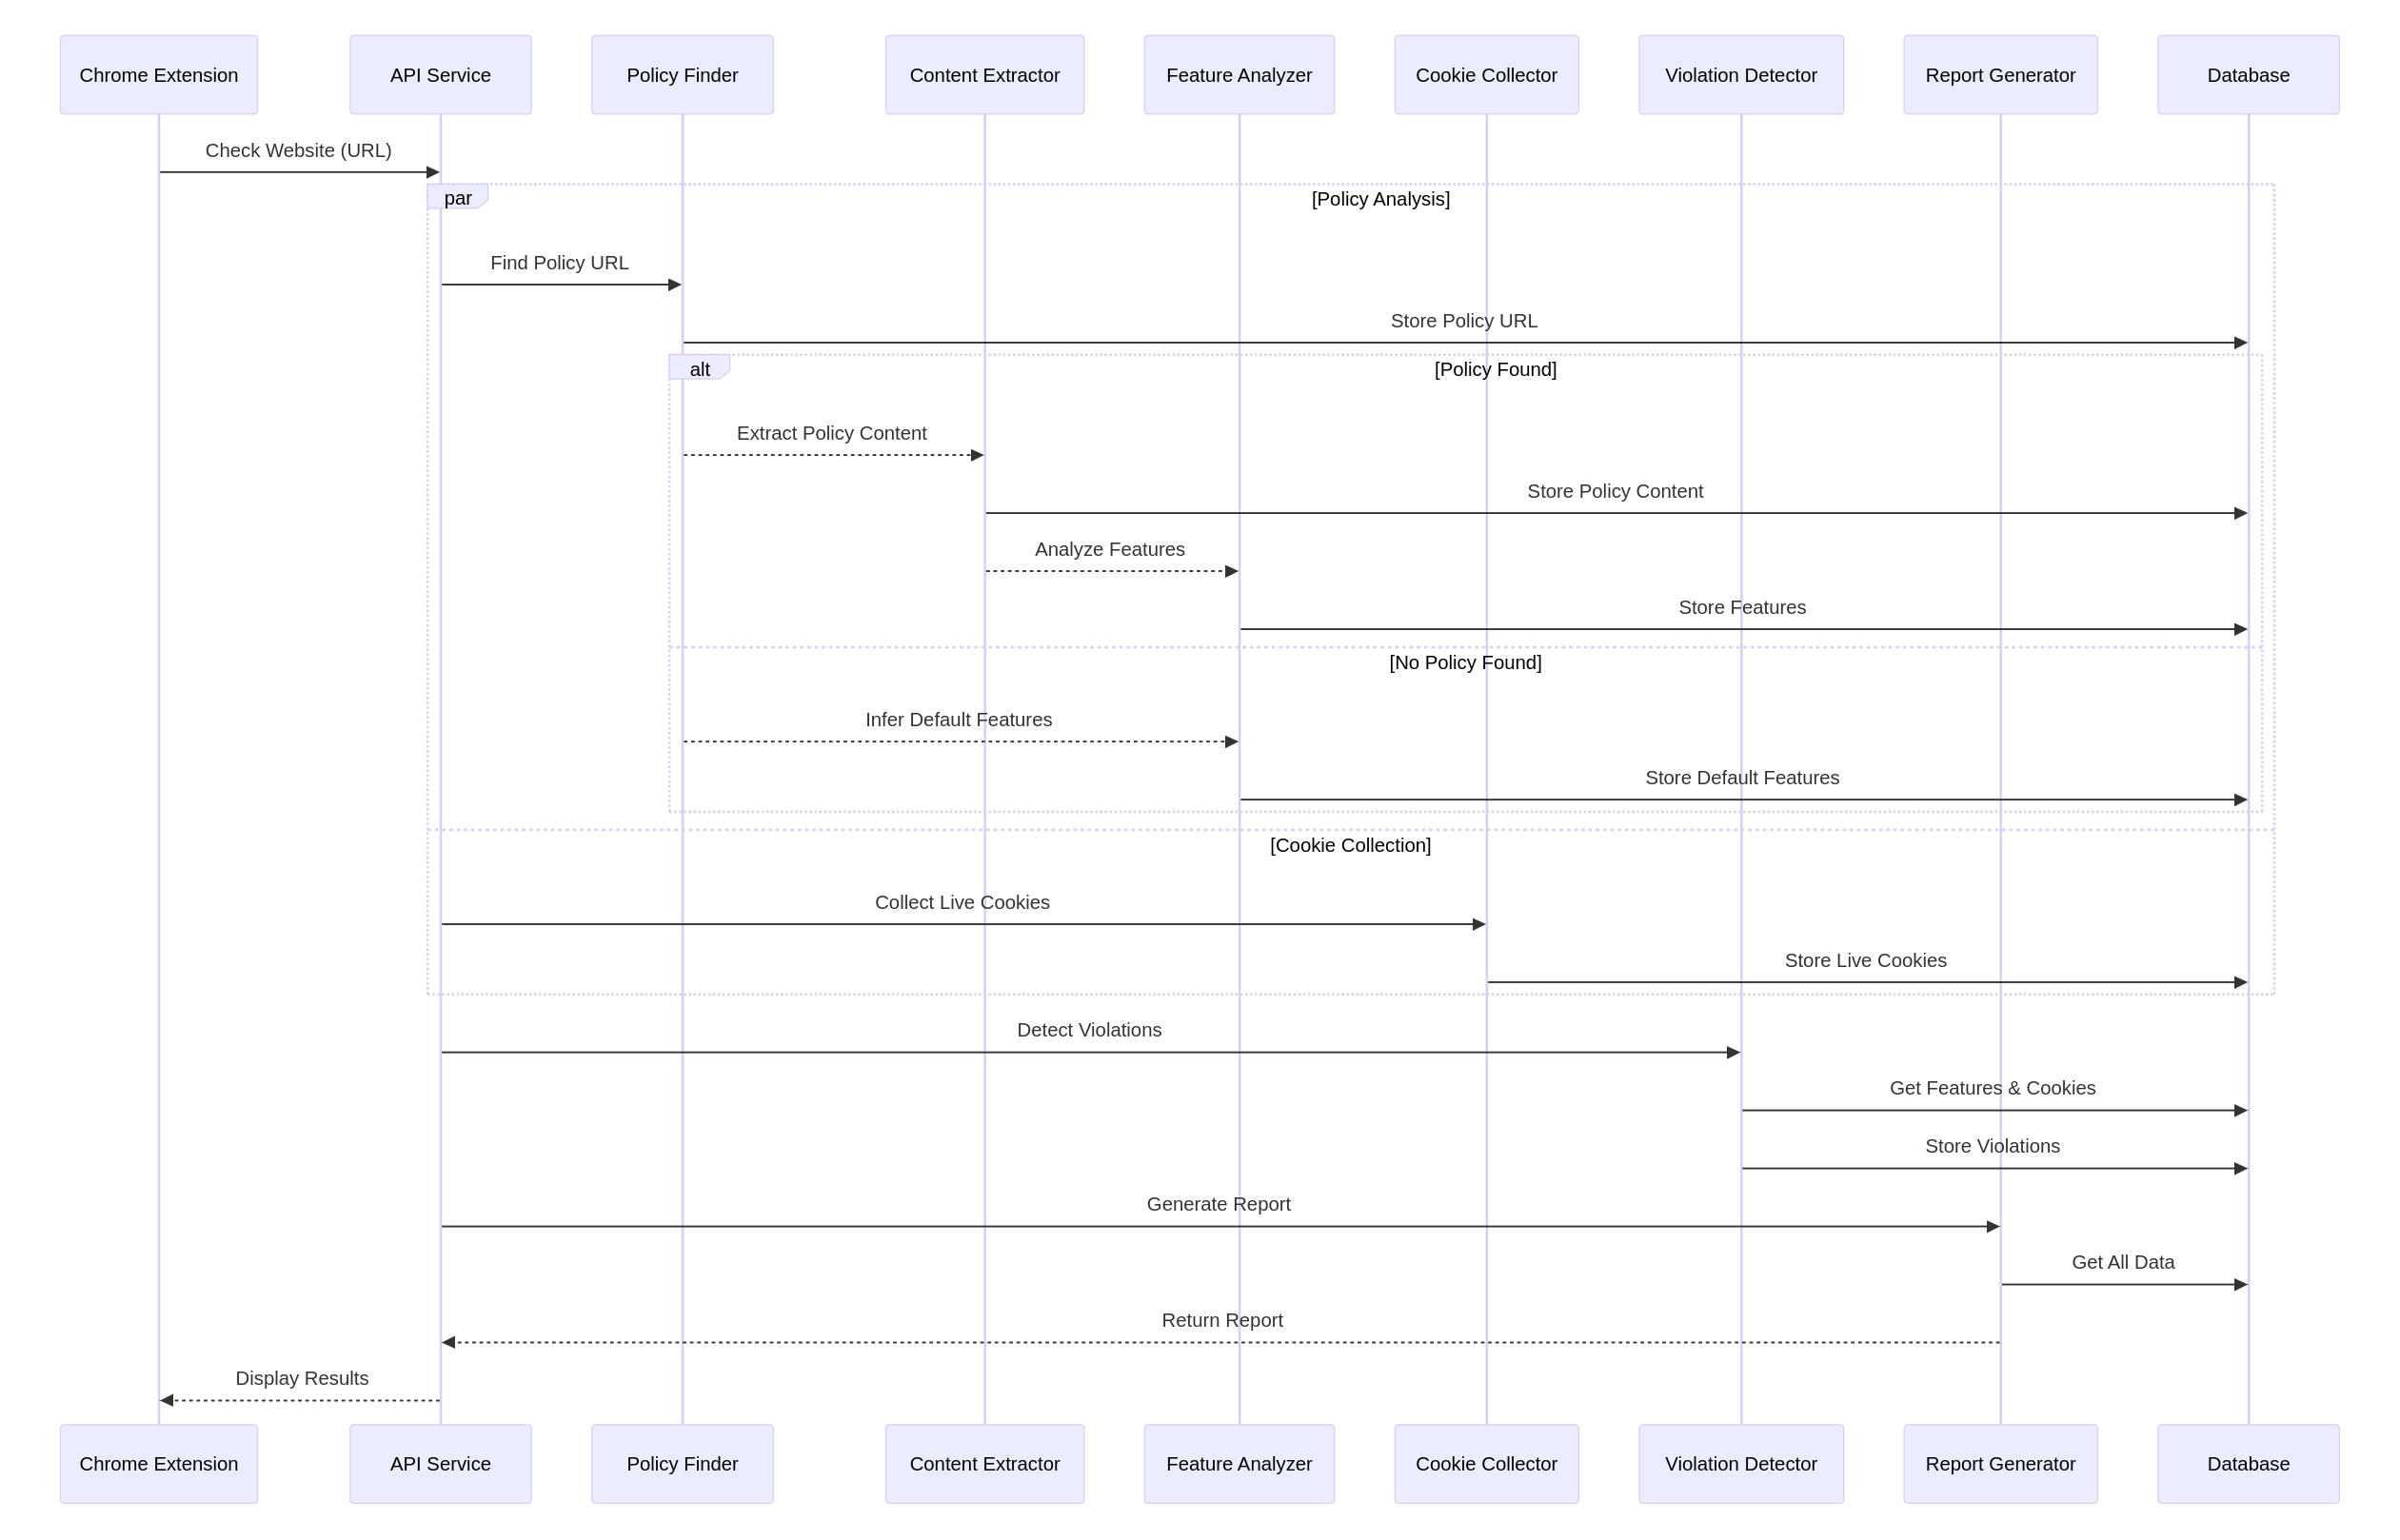 Chrome Extension
API Service
Policy Finder
Content Extractor
Feature Analyzer
Cookie Collector
Violation Detector
Report Generator
Database
Check Website (URL)
par
[Policy Analysis]
Find Policy URL
Store Policy URL
alt
[Policy Found]
Extract Policy Content
Store Policy Content
Analyze Features
Store Features
[No Policy Found]
Infer Default Features
Store Default Features
[Cookie Collection]
Collect Live Cookies
Store Live Cookies
Detect Violations
Get Features & Cookies
Store Violations
Generate Report
Get All Data
Return Report
Display Results
Chrome Extension
API Service
Policy Finder
Content Extractor
Feature Analyzer
Cookie Collector
Violation Detector
Report Generator
Database